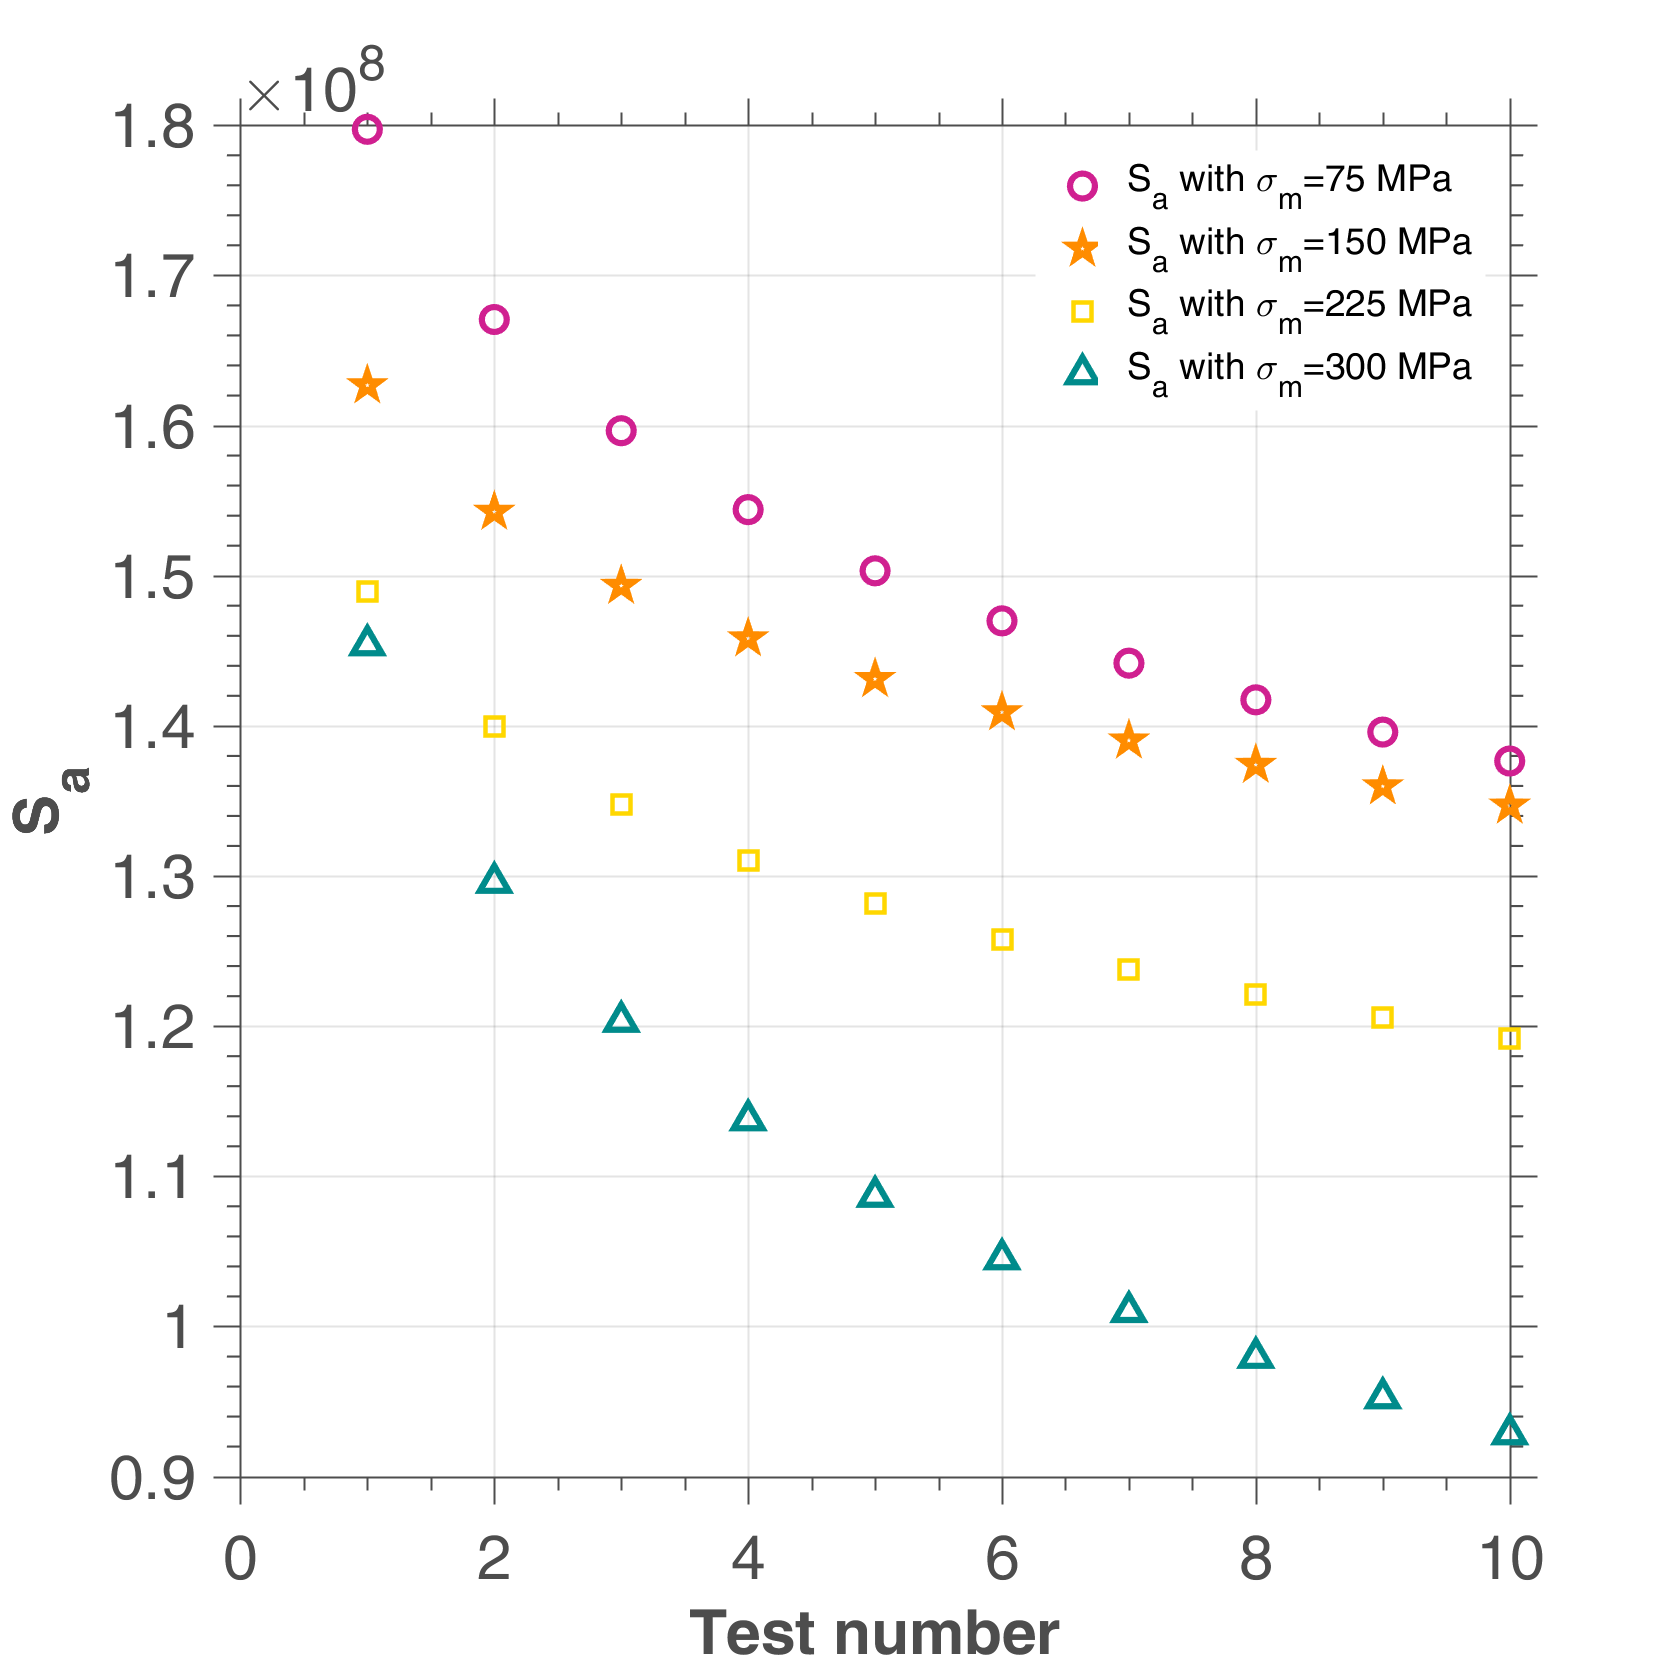 ×10^8
1.8
1.7
1.6
1.5
1.4
1.3
1.2
1.1
1
0.9
S_a
S_a with σ_m=75 MPa
S_a with σ_m=150 MPa
S_a with σ_m=225 MPa
S_a with σ_m=300 MPa
0 2 4 6 8 10
Test number